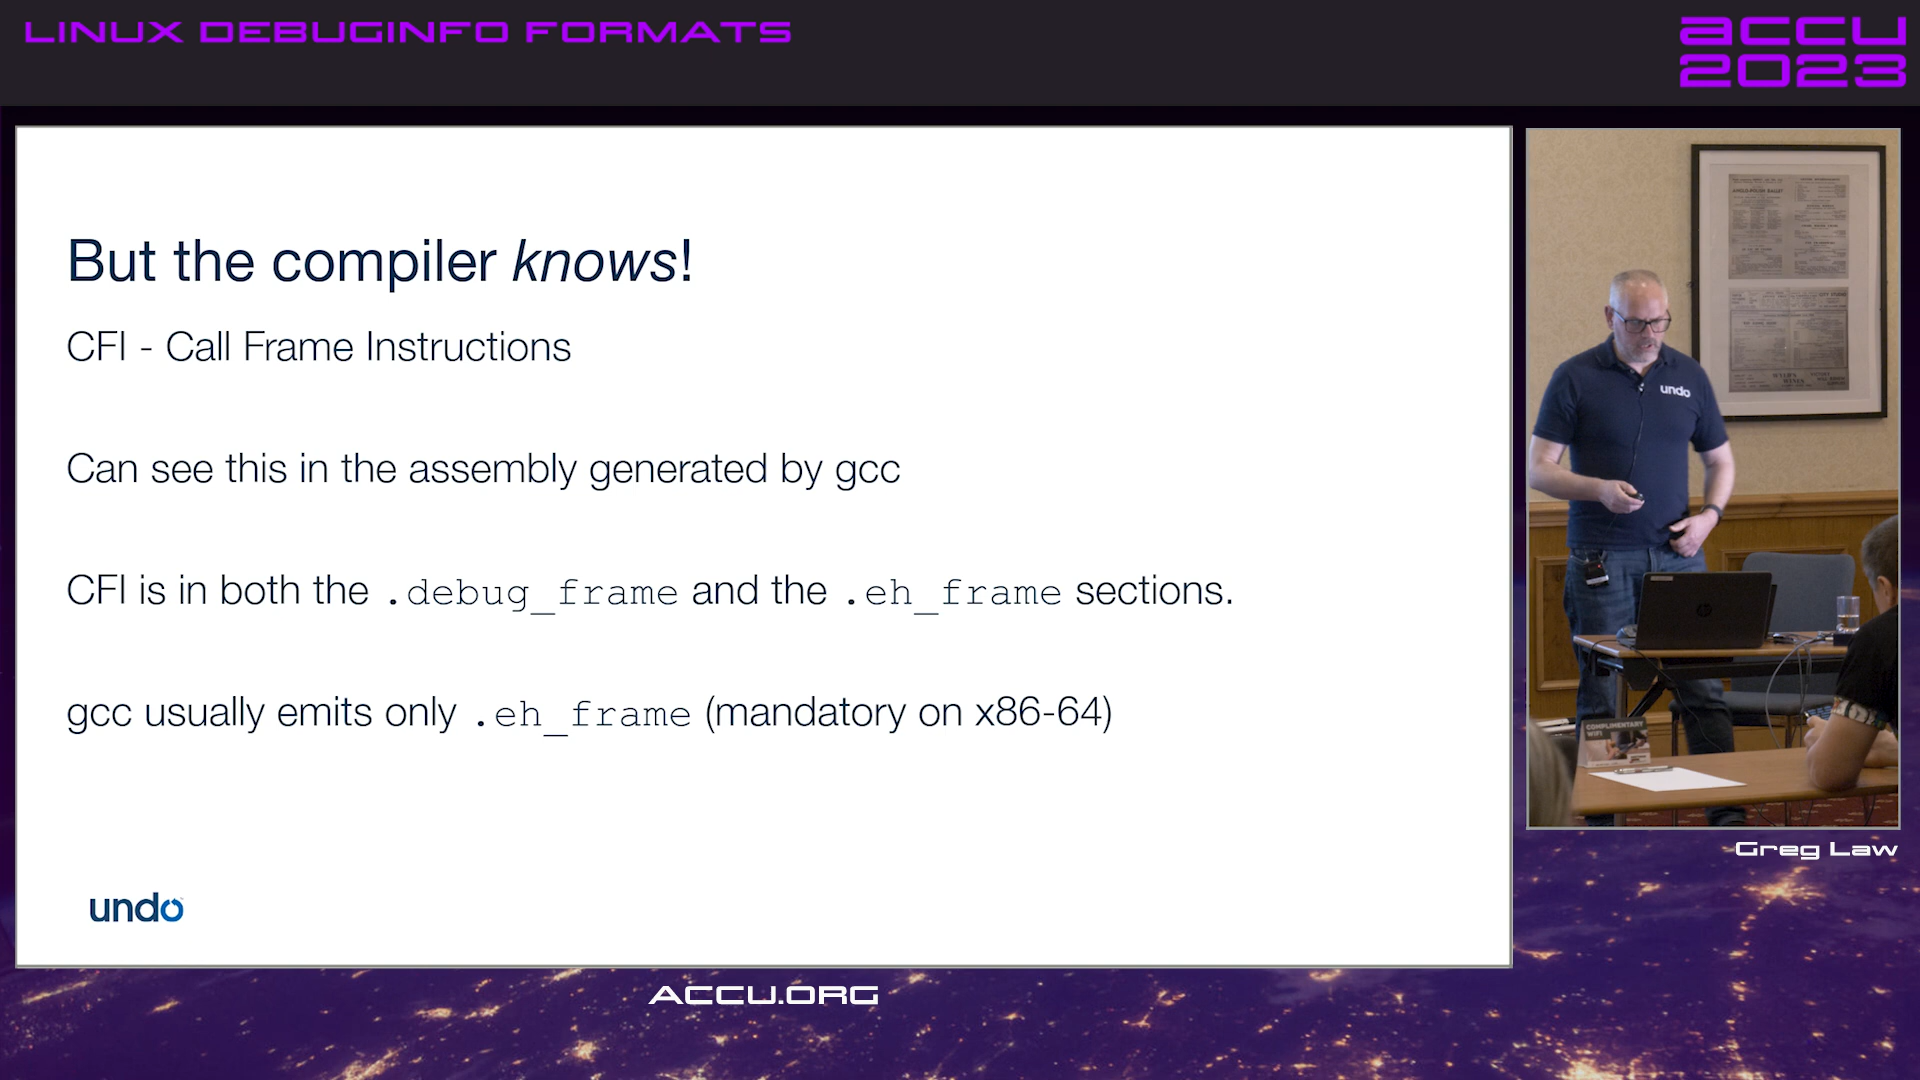 LINUX DEBUGINFO FORMATS
accu
2023
But the compiler knows!
CFI - Call Frame Instructions
Can see this in the assembly generated by gcc
CFI is in both the .debug_frame and the .eh_frame sections.
gcc usually emits only .eh_frame (mandatory on x86-64)
undo
undo
COMPLIMENTARY
WIFI
Greg Law
ACCU.ORG